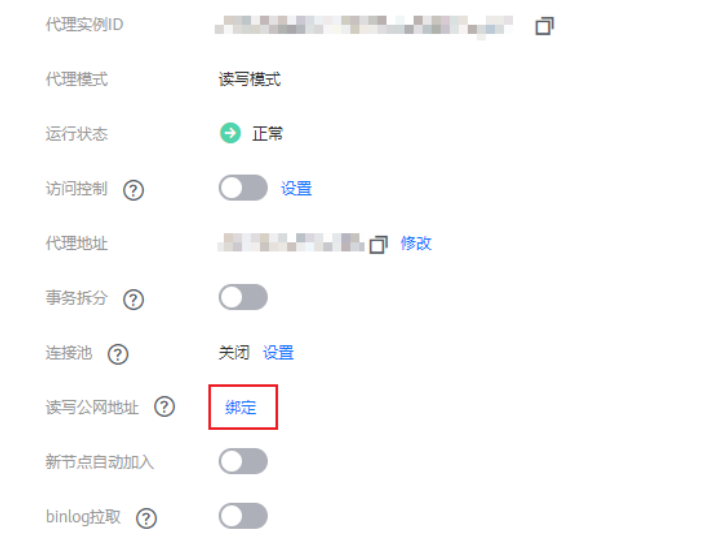 代理实例ID
代理模式 读写模式
运行状态 正常
访问控制 ? 设置
代理地址 修改
事务拆分 ?
连接池 ? 关闭 设置
读写公网地址 ? 绑定
新节点自动加入
binlog拉取 ?